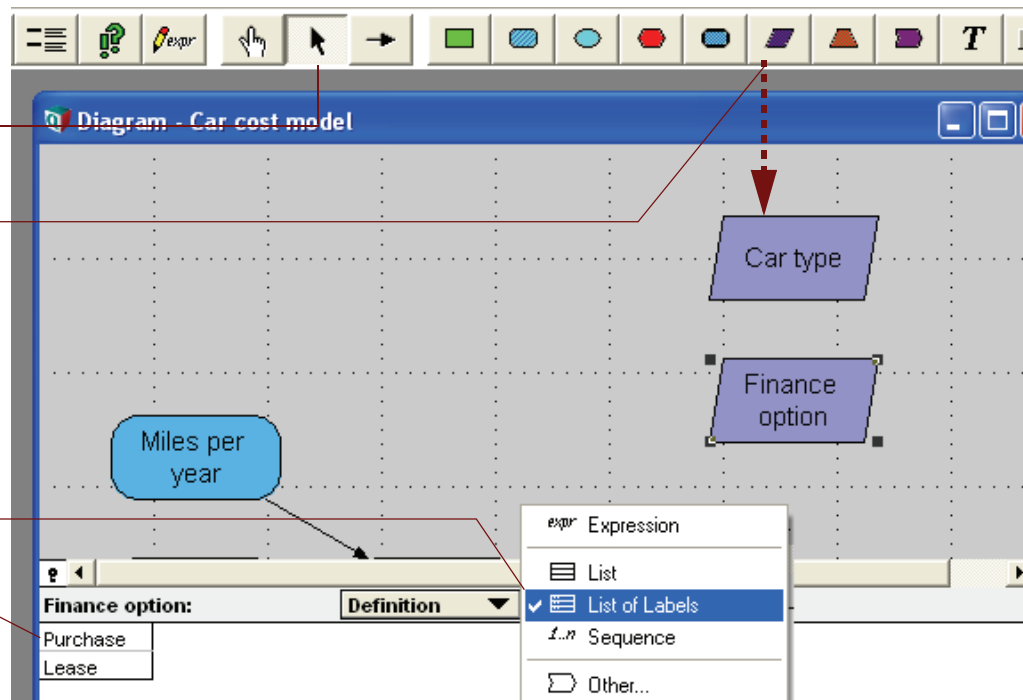 expr
T
Diagram - Car cost model
Car type
Finance
option
Miles per
year
expr Expression
List
List of Labels
1..n Sequence
Other...
Finance option:
Definition
Purchase
Lease